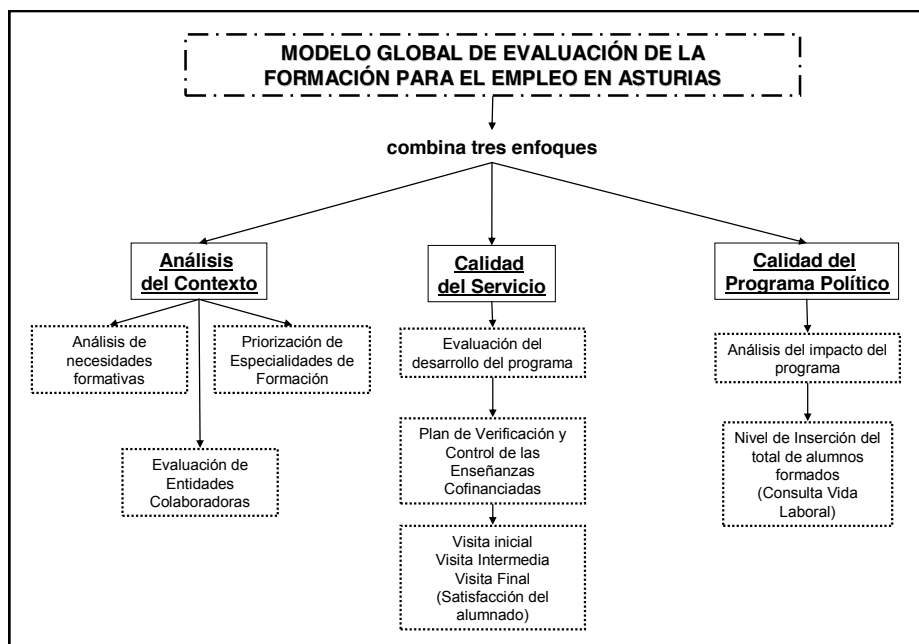 MODELO GLOBAL DE EVALUACIÓN DE LA
FORMACIÓN PARA EL EMPLEO EN ASTURIAS
combina tres enfoques
Análisis
del Contexto
Análisis de
necesidades
formativas
Priorización de
Especialidades de
Formación
Evaluación de
Entidades
Colaboradoras
Calidad
del Servicio
Evaluación del
desarrollo del programa
Plan de Verificación y
Control de las
Enseñanzas
Cofinanciadas
Visita inicial
Visita Intermedia
Visita Final
(Satisfacción del
alumnado)
Calidad del
Programa Político
Análisis del impacto del
programa
Nivel de Inserción del
total de alumnos
formados
(Consulta Vida
Laboral)